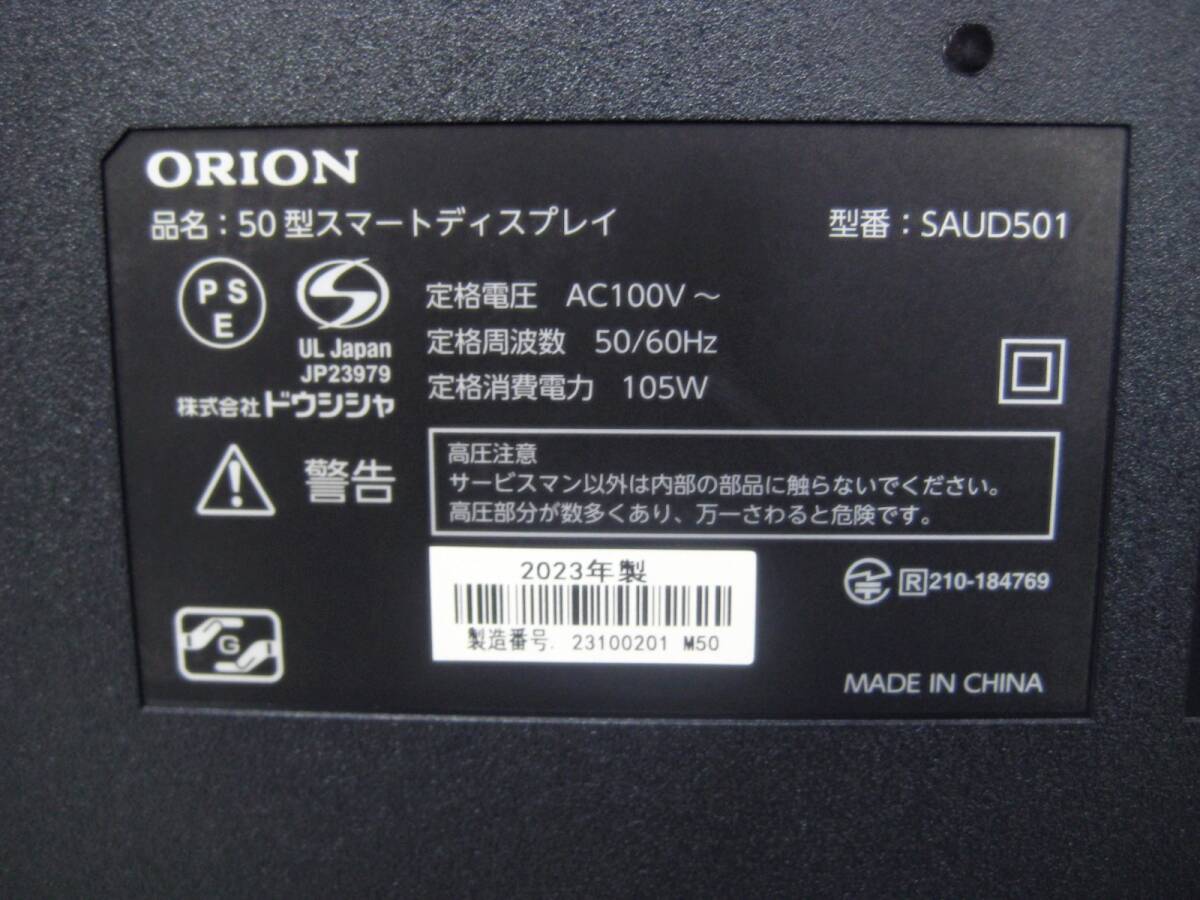 ORION
品名：50型スマートディスプレイ
型番：SAUD501
PSE
UL Japan
JP23979
株式会社ドウシシャ
定格電圧 AC100V～
定格周波数 50/60Hz
定格消費電力 105W
警告
高圧注意
サービスマン以外は内部の部品に触らないでください。
高圧部分が数多くあり、万一さわると危険です。
2023年製
製造番号. 23100201 M50
R 210-184769
G
MADE IN CHINA